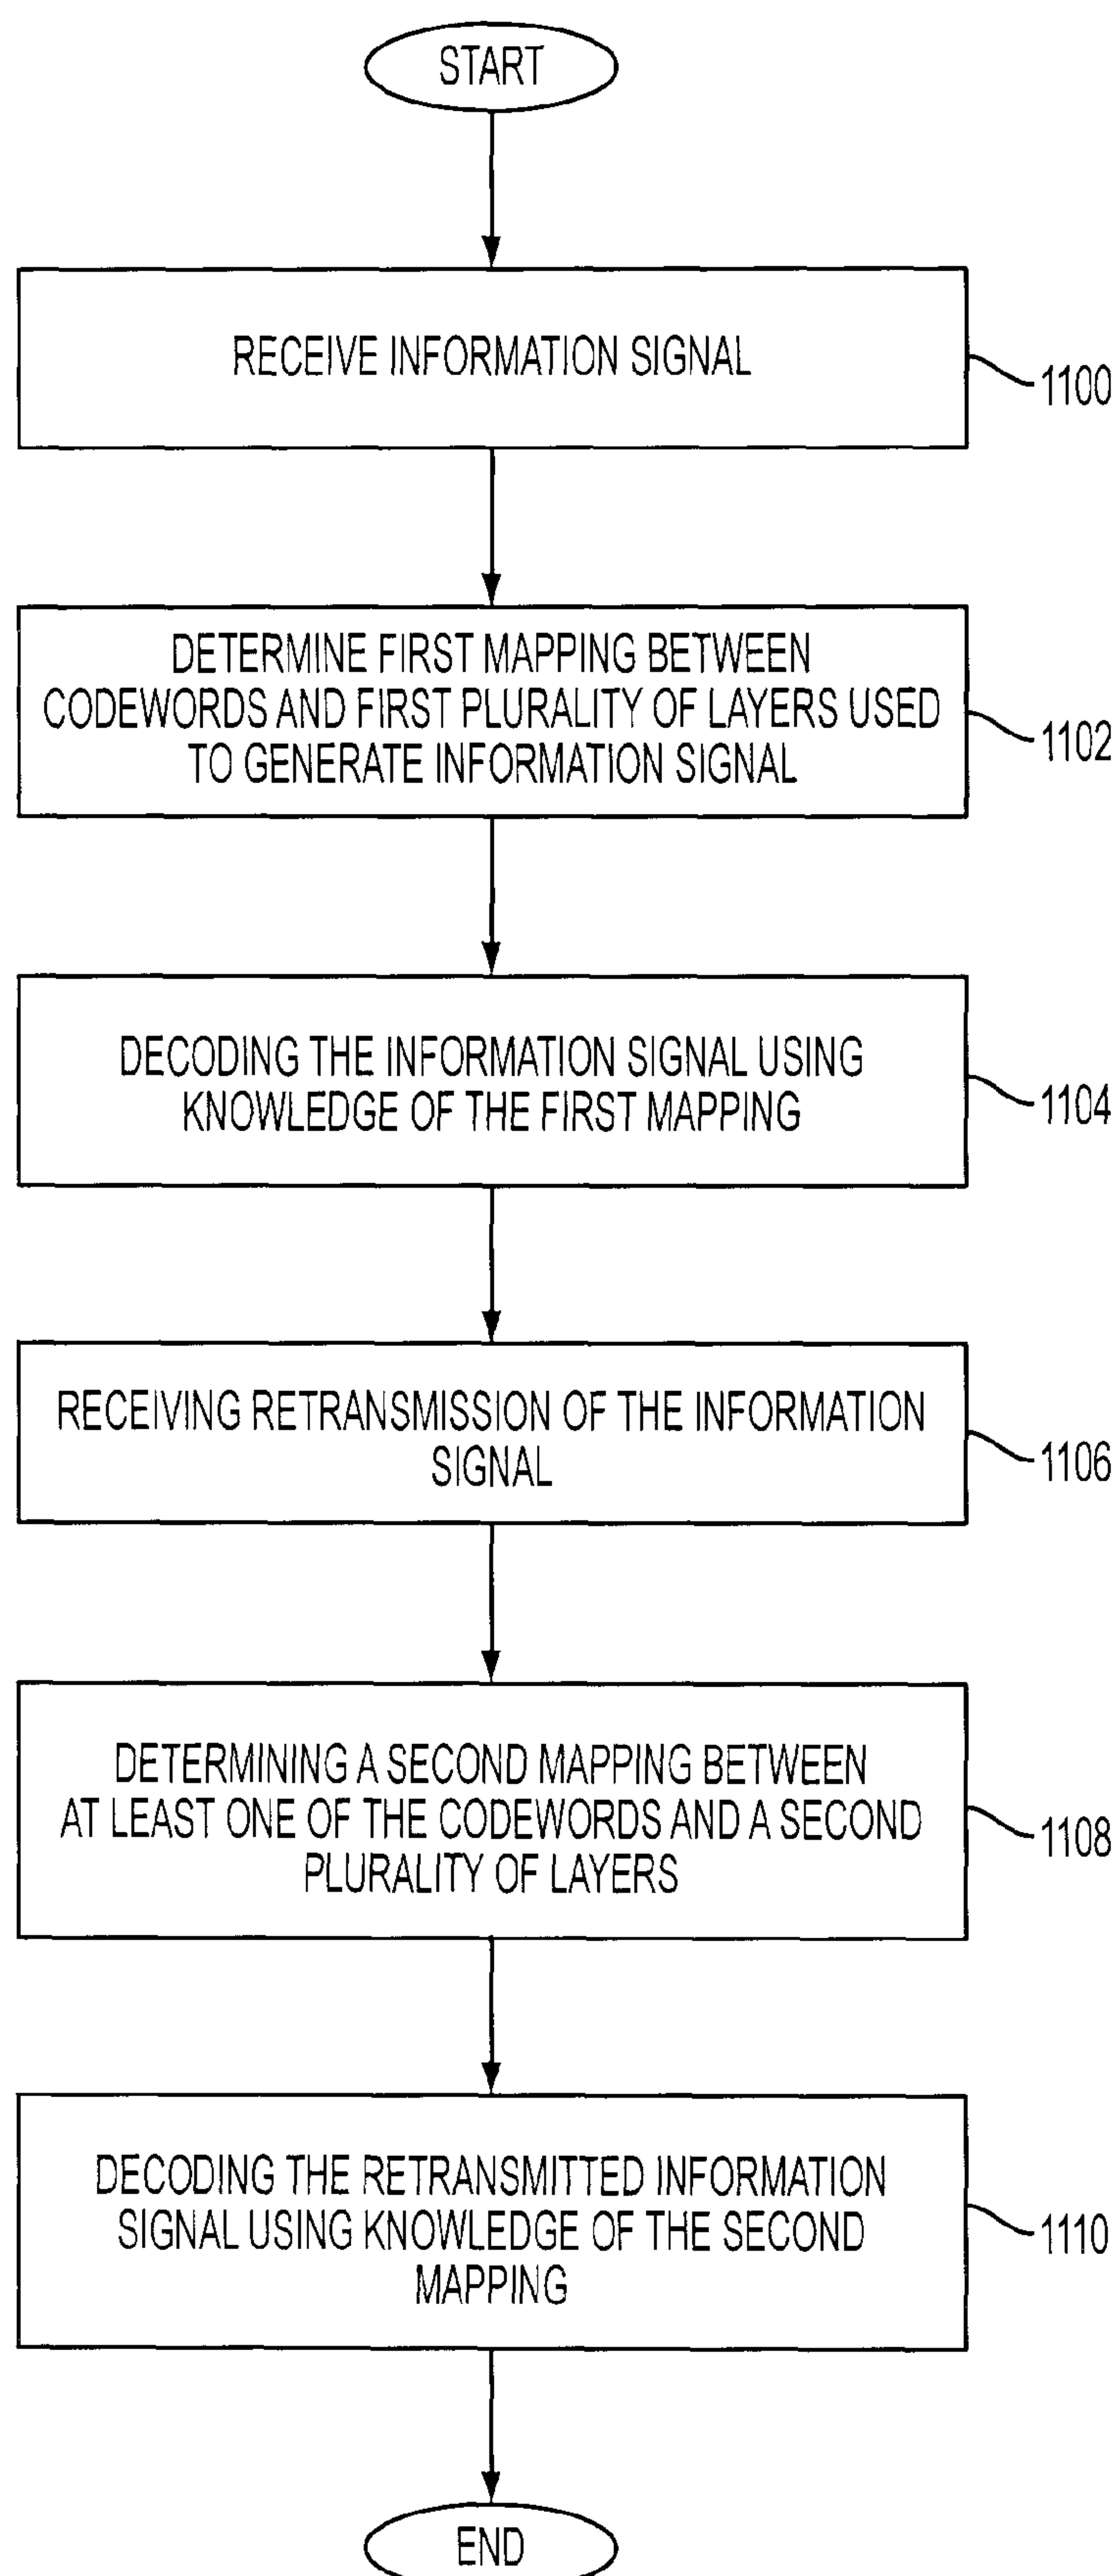 START
RECEIVE INFORMATION SIGNAL
1100
DETERMINE FIRST MAPPING BETWEEN
CODEWORDS AND FIRST PLURALITY OF LAYERS USED
TO GENERATE INFORMATION SIGNAL
1102
DECODING THE INFORMATION SIGNAL USING
KNOWLEDGE OF THE FIRST MAPPING
1104
RECEIVING RETRANSMISSION OF THE INFORMATION
SIGNAL
1106
DETERMINING A SECOND MAPPING BETWEEN
AT LEAST ONE OF THE CODEWORDS AND A SECOND
PLURALITY OF LAYERS
1108
DECODING THE RETRANSMITTED INFORMATION
SIGNAL USING KNOWLEDGE OF THE SECOND
MAPPING
1110
END